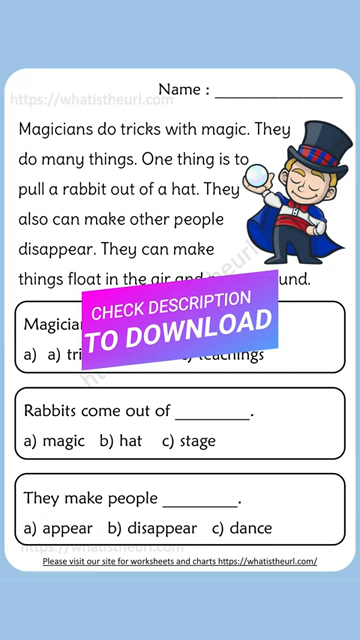 https://whatistheurl.com
Name : _______________
Magicians do tricks with magic. They
do many things. One thing is to
pull a rabbit out of a hat. They
also can make other people
disappear. They can make
things float in the air and
CHECK DESCRIPTION
TO DOWNLOAD
a) a)
Rabbits come out of ________.
a) magic b) hat c) stage
They make people ________.
a) appear b) disappear c) dance
https://whatistheurl.com
Please visit our site for worksheets and charts https://whatistheurl.com/